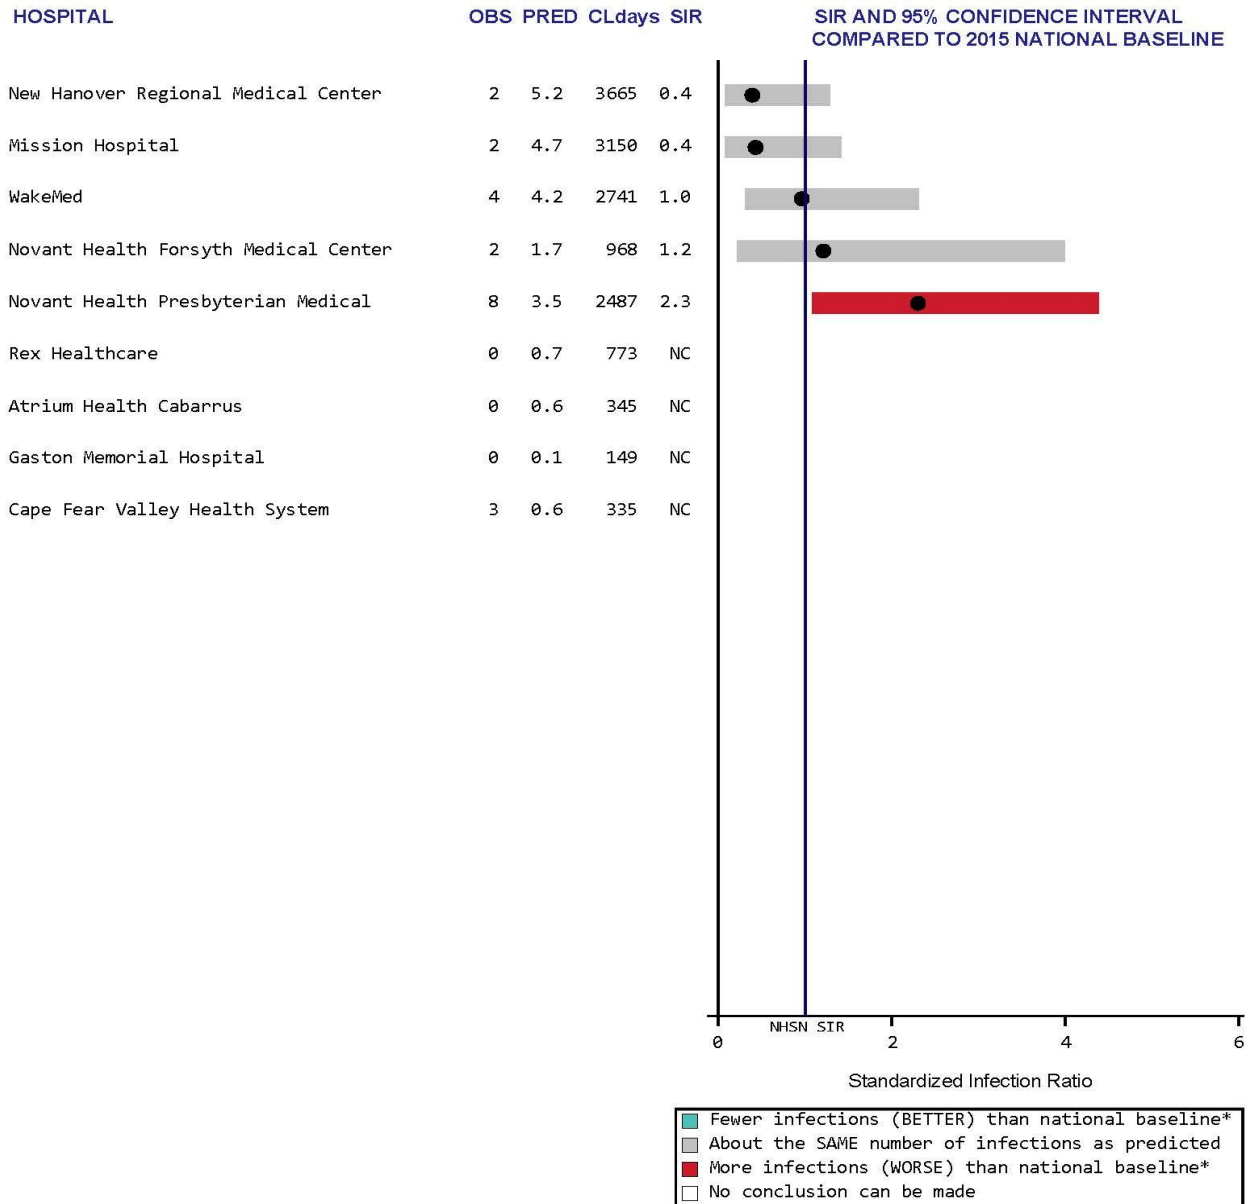 HOSPITAL OBS PRED CLdays SIR SIR AND 95% CONFIDENCE INTERVAL
COMPARED TO 2015 NATIONAL BASELINE
New Hanover Regional Medical Center 2 5.2 3665 0.4
Mission Hospital 2 4.7 3150 0.4
WakeMed 4 4.2 2741 1.0
Novant Health Forsyth Medical Center 2 1.7 968 1.2
Novant Health Presbyterian Medical 8 3.5 2487 2.3
Rex Healthcare 0 0.7 773 NC
Atrium Health Cabarrus 0 0.6 345 NC
Gaston Memorial Hospital 0 0.1 149 NC
Cape Fear Valley Health System 3 0.6 335 NC
NHSN SIR
0 2 4 6
Standardized Infection Ratio
Fewer infections (BETTER) than national baseline*
About the SAME number of infections as predicted
More infections (WORSE) than national baseline*
No conclusion can be made